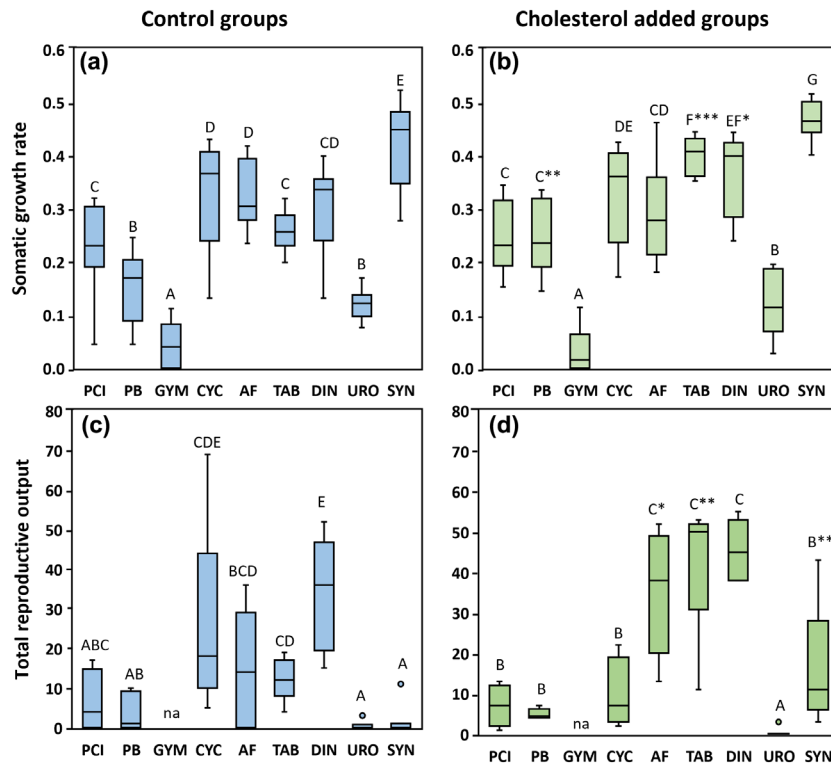 Control groups
Cholesterol added groups
(a)
Somatic growth rate
0.6
0.5
0.4
0.3
0.2
0.1
0.0
C
B
A
D
D
C
CD
B
E
PCI PB GYM CYC AF TAB DIN URO SYN
(b)
0.6
0.5
0.4
0.3
0.2
0.1
0.0
C
C**
A
DE
CD
F***
EF*
B
G
PCI PB GYM CYC AF TAB DIN URO SYN
(c)
Total reproductive output
80
70
60
50
40
30
20
10
0
ABC
AB
na
CDE
BCD
CD
E
A
A
PCI PB GYM CYC AF TAB DIN URO SYN
(d)
80
70
60
50
40
30
20
10
0
B
B
na
B
C*
C**
C
A
B**
PCI PB GYM CYC AF TAB DIN URO SYN